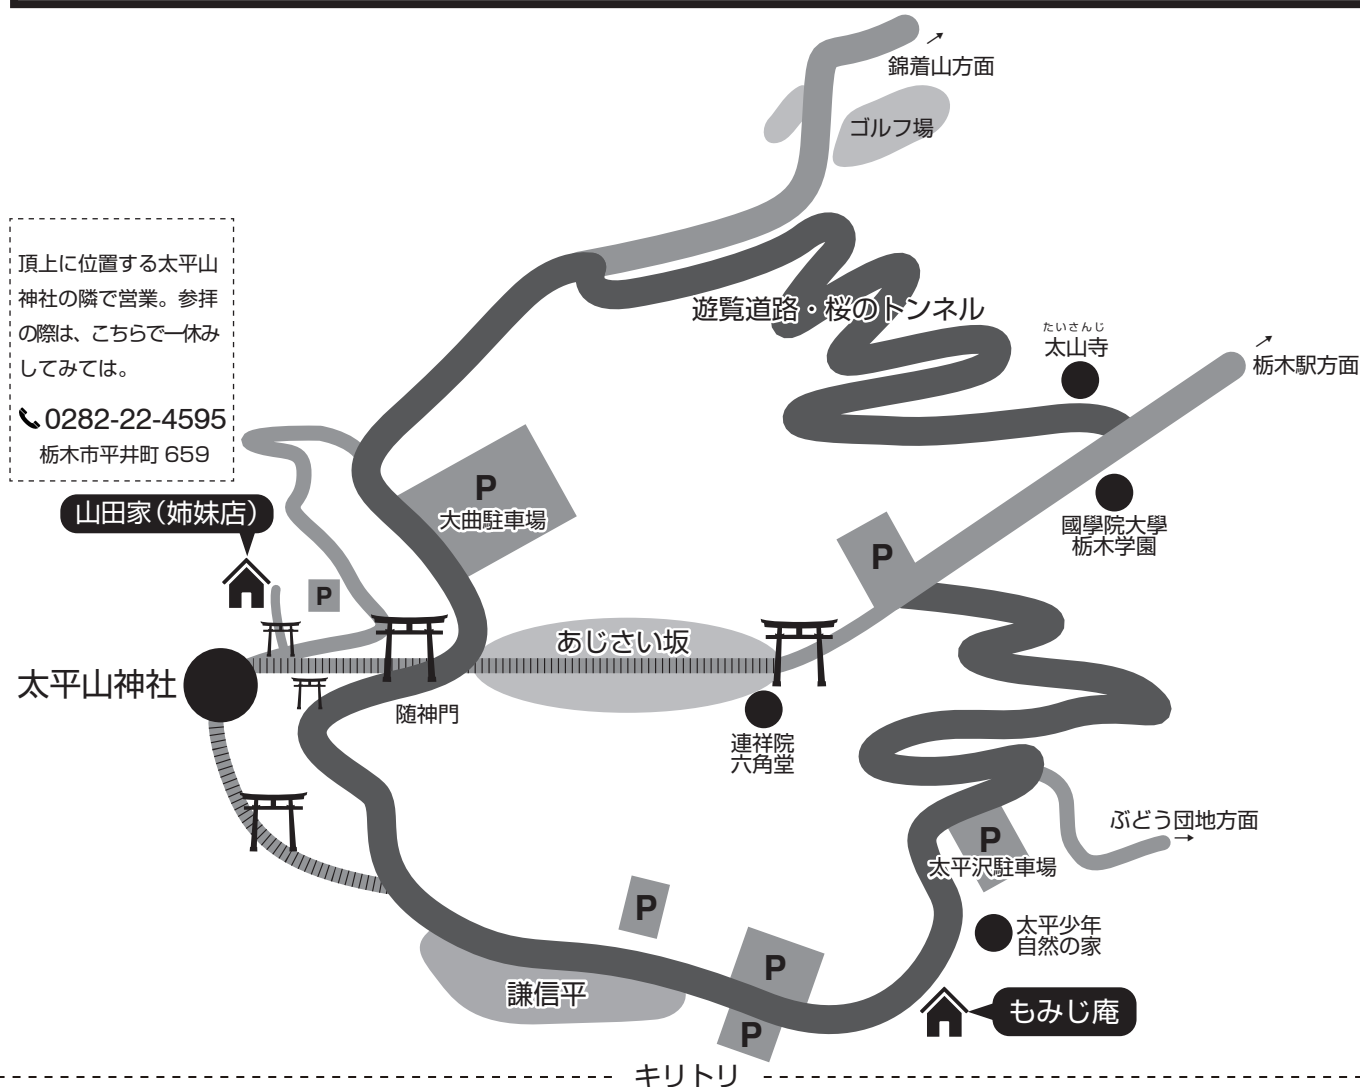 錦着山方面
ゴルフ場
頂上に位置する太平山
神社の隣で営業。参拝
の際は、こちらで一休み
してみては。
0282-22-4595
栃木市平井町 659
遊覧道路・桜のトンネル
たいさんじ
太山寺
栃木駅方面
P
大曲駐車場
山田家(姉妹店)
國學院大學
栃木学園
P
P
あじさい坂
太平山神社
随神門
連祥院
六角堂
ぶどう団地方面
P
太平沢駐車場
P
太平少年
自然の家
P
謙信平
もみじ庵
P
キリトリ